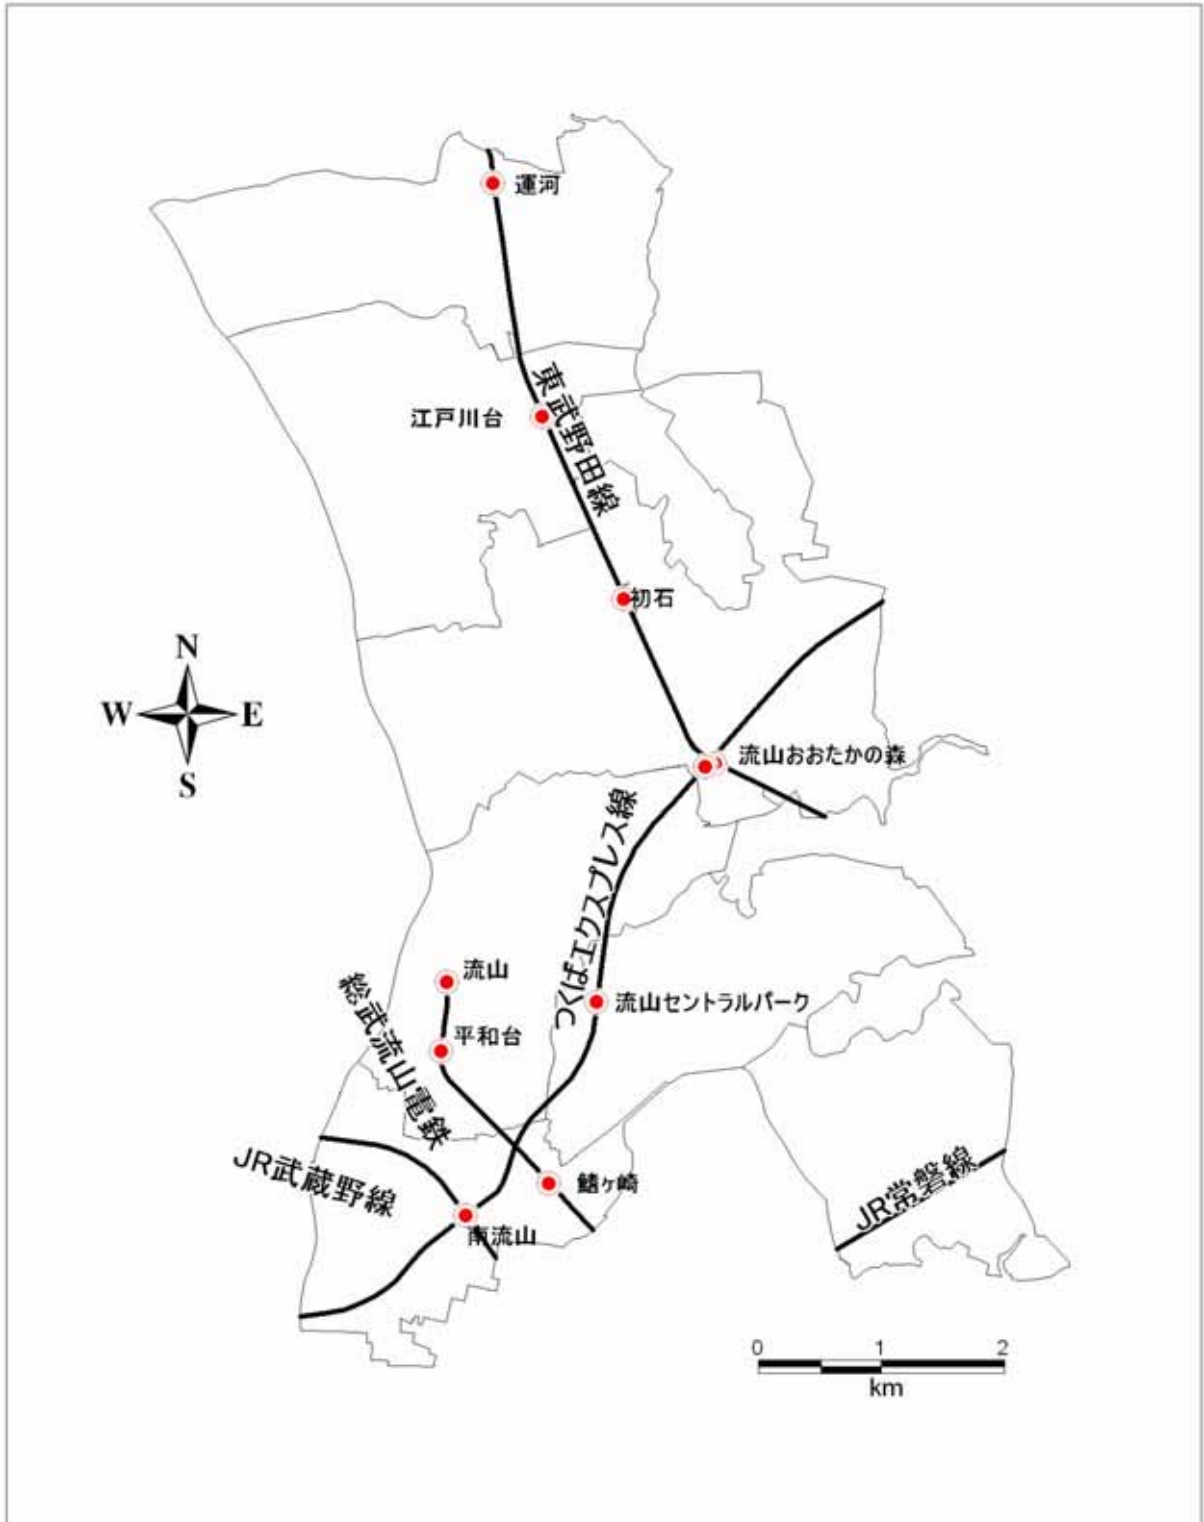 運河
東武野田線
江戸川台
初石
N
W
E
S
流山おおたかの森
つくばエクスプレス線
流山
総武流山電鉄
流山セントラルパーク
平和台
JR武蔵野線
鰭ヶ崎
JR常磐線
南流山
0 1 2
km